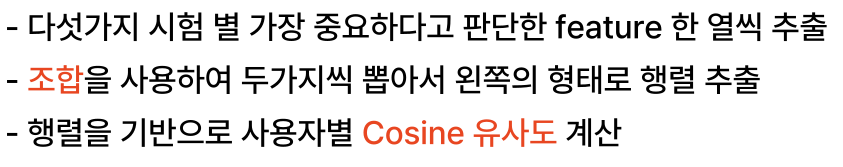 - 다섯가지 시험 별 가장 중요하다고 판단한 feature 한 열씩 추출
- 조합을 사용하여 두가지씩 뽑아서 왼쪽의 형태로 행렬 추출
- 행렬을 기반으로 사용자별 Cosine 유사도 계산